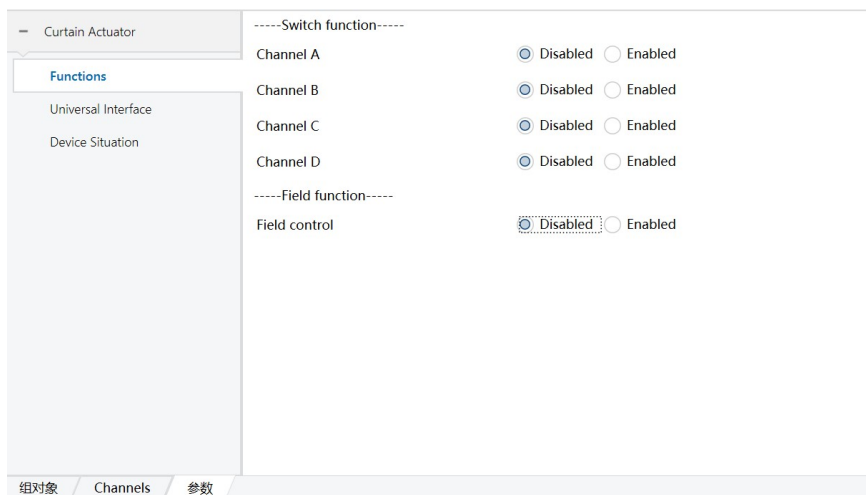 Curtain Actuator
Functions
Universal Interface
Device Situation
-----Switch function-----
Channel A Disabled Enabled
Channel B Disabled Enabled
Channel C Disabled Enabled
Channel D Disabled Enabled
-----Field function-----
Field control Disabled Enabled
组对象 Channels 参数